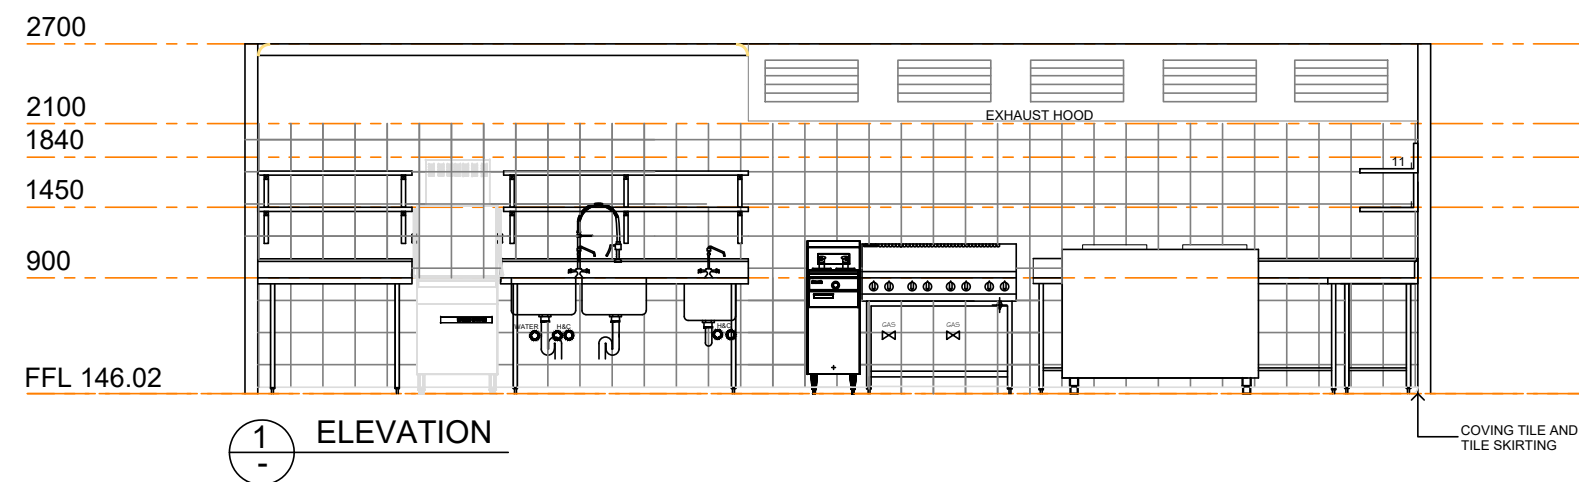 2700
2100
EXHAUST HOOD
1840
11
1450
900
WATER
H&C
H&C
GAS
GAS
FFL 146.02
1
-
ELEVATION
COVING TILE AND
TILE SKIRTING